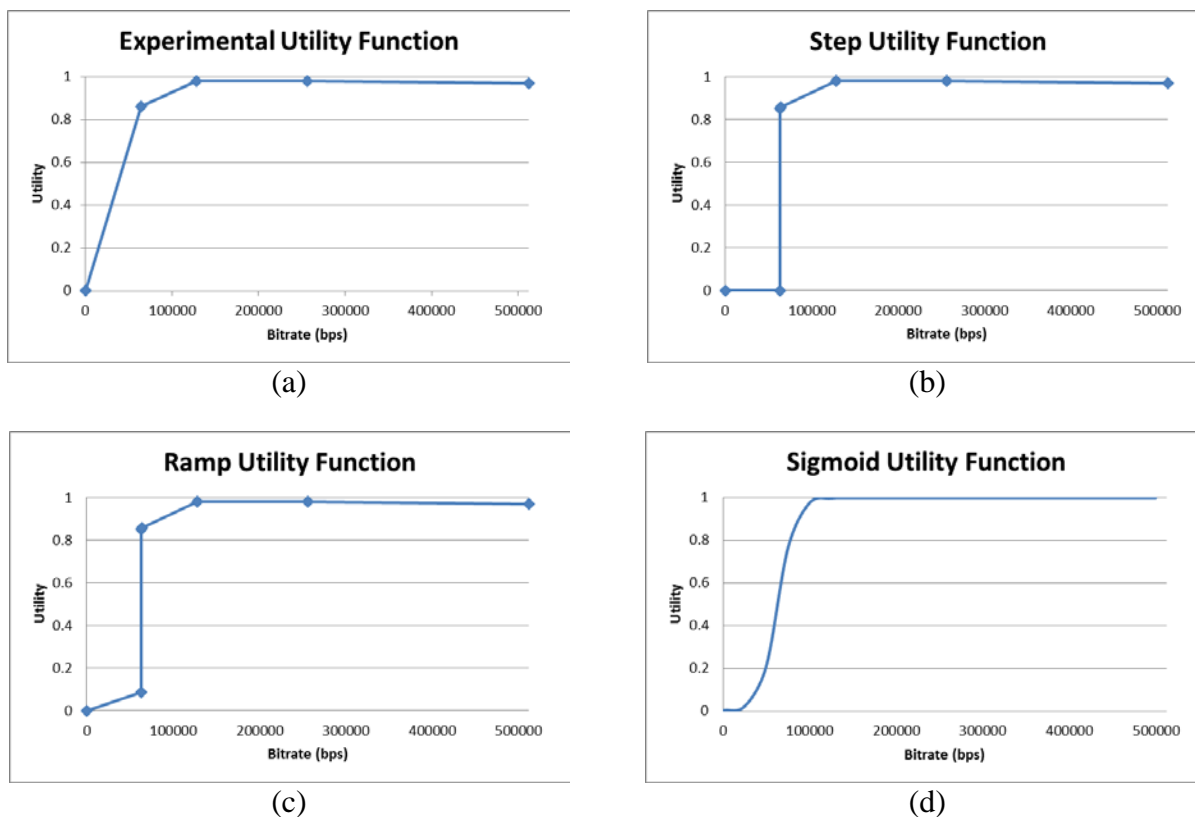 Experimental Utility Function
1
0.8
0.6
0.4
0.2
0
Utility
0 100000 200000 300000 400000 500000
Bitrate (bps)
(a)
Step Utility Function
1
0.8
0.6
0.4
0.2
0
Utility
0 100000 200000 300000 400000 500000
Bitrate (bps)
(b)
Ramp Utility Function
1
0.8
0.6
0.4
0.2
0
Utility
0 100000 200000 300000 400000 500000
Bitrate (bps)
(c)
Sigmoid Utility Function
1
0.8
0.6
0.4
0.2
0
Utility
0 100000 200000 300000 400000 500000
Bitrate (bps)
(d)